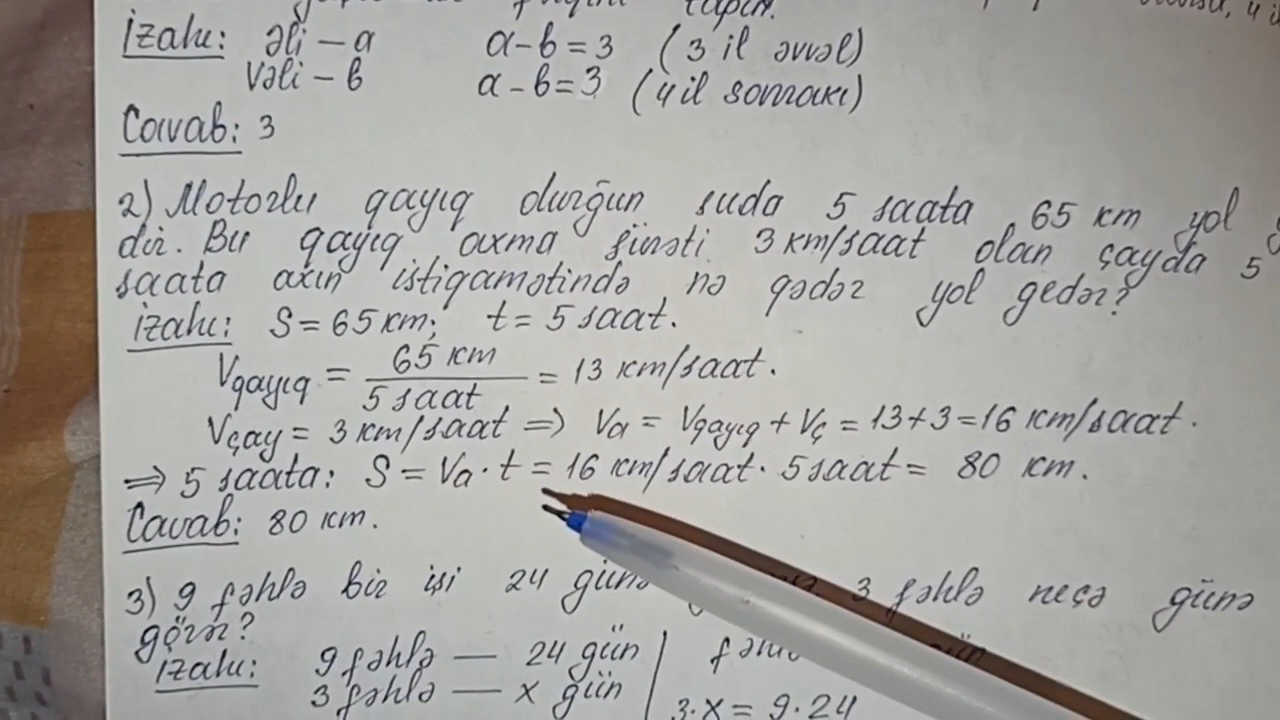 İzahı: Əli – a a – b = 3 (3 il əvvəl)
Vəli – b a – b = 3 (4 il sonrakı)
Cavab: 3
2) Motorlu qayıq durğun suda 5 saata 65 km yol
dir. Bu qayıq axma sürəti 3 km/saat olan çayda 5
saata axın istiqamətində nə qədər yol gedər?
İzahı: S = 65 km; t = 5 saat.
Vqayıq = 65 km / 5 saat = 13 km/saat.
Vçay = 3 km/saat ⇒ Va = Vqayıq + Vç = 13 + 3 = 16 km/saat.
⇒ 5 saata: S = Va · t = 16 km/saat · 5 saat = 80 km.
Cavab: 80 km.
3) 9 fəhlə bir işi 24 günə 3 fəhlə neçə günə
görər?
İzahı: 9 fəhlə — 24 gün
3 fəhlə — x gün
3 · x = 9 · 24